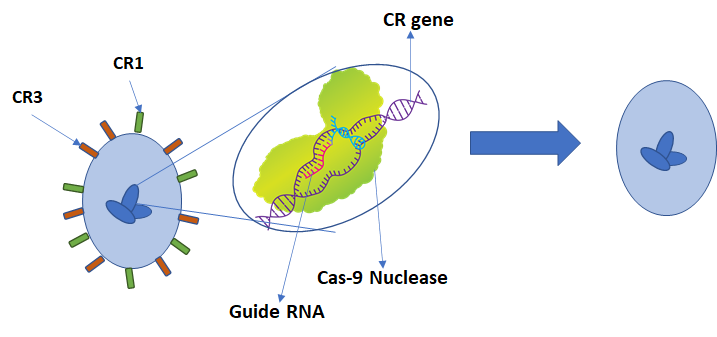 CR gene
CR1
CR3
Cas-9 Nuclease
Guide RNA